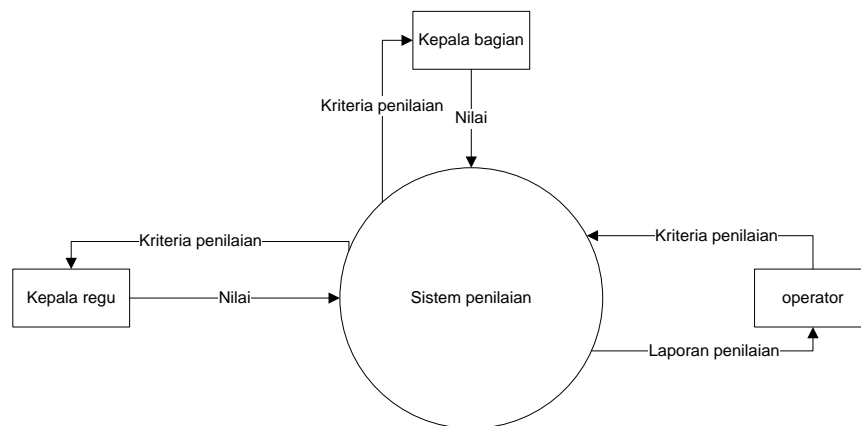 Kepala bagian
Kriteria penilaian
Nilai
Kriteria penilaian
Kriteria penilaian
Kepala regu
Nilai
Sistem penilaian
operator
Laporan penilaian